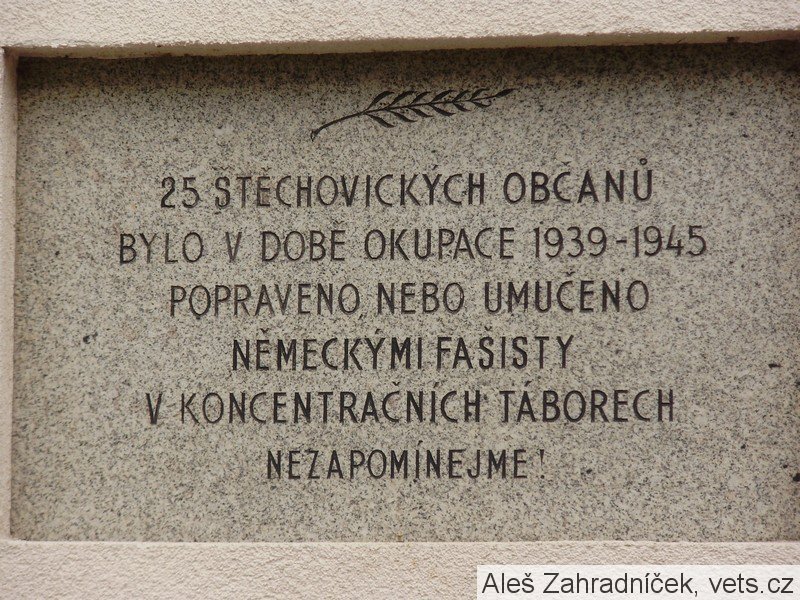 25 ŠTĚCHOVICKÝCH OBČANŮ
BYLO V DOBĚ OKUPACE 1939-1945
POPRAVENO NEBO UMUČENO
NĚMECKÝMI FAŠISTY
V KONCENTRAČNÍCH TÁBORECH
NEZAPOMÍNEJME!
Aleš Zahradníček, vets.cz